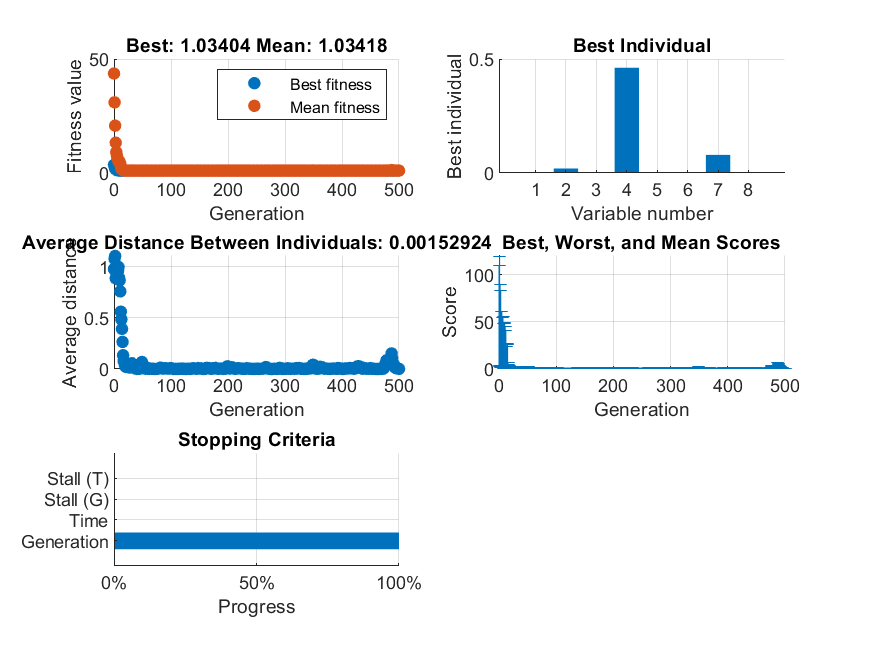 Best: 1.03404 Mean: 1.03418
Fitness value
50
0
Best fitness
Mean fitness
0 100 200 300 400 500
Generation
Best Individual
Best individual
0.5
0
1 2 3 4 5 6 7 8
Variable number
Average Distance Between Individuals: 0.00152924
Average distance
1
0.5
0
0 100 200 300 400 500
Generation
Best, Worst, and Mean Scores
Score
100
50
0
0 100 200 300 400 500
Generation
Stopping Criteria
Stall (T)
Stall (G)
Time
Generation
0% 50% 100%
Progress